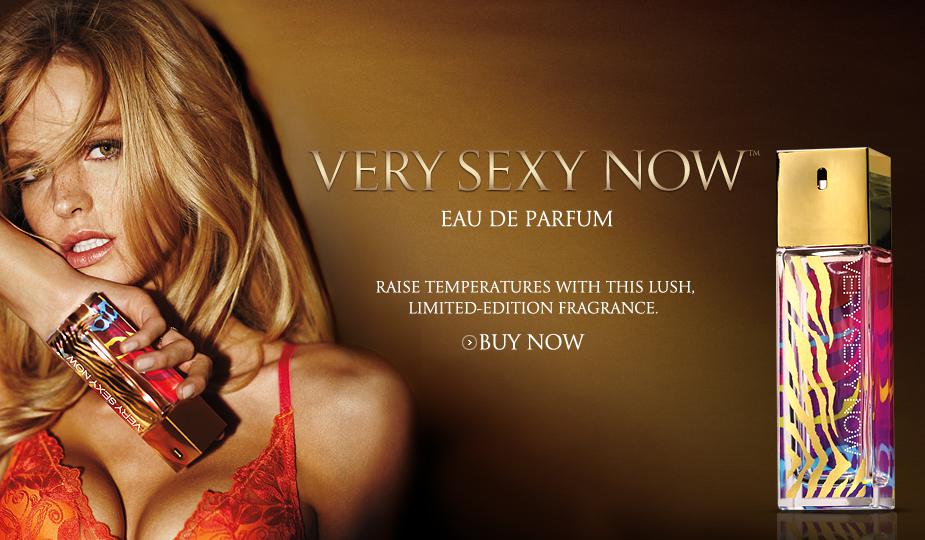 VERY SEXY NOW™
EAU DE PARFUM
RAISE TEMPERATURES WITH THIS LUSH,
LIMITED-EDITION FRAGRANCE.
BUY NOW
VERY SEXY NOW
VERY SEXY NOW